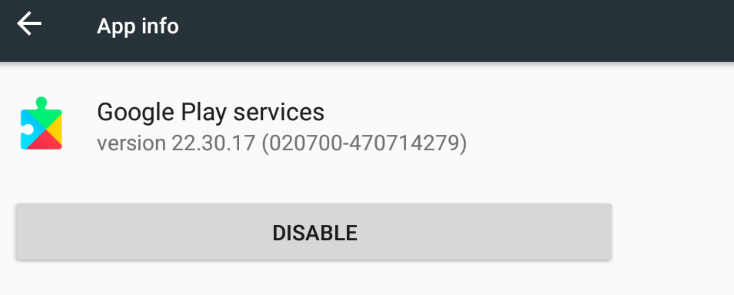 App info
Google Play services
version 22.30.17 (020700-470714279)
DISABLE